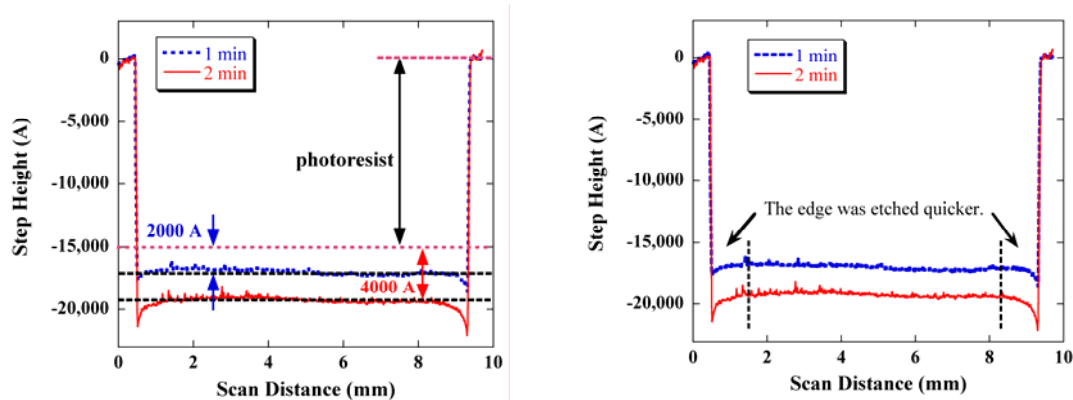 1 min
2 min
0
-5,000
-10,000
-15,000
-20,000
Step Height (A)
photoresist
2000 A
4000 A
0 2 4 6 8 10
Scan Distance (mm)
1 min
2 min
0
-5,000
-10,000
-15,000
-20,000
Step Height (A)
The edge was etched quicker.
0 2 4 6 8 10
Scan Distance (mm)